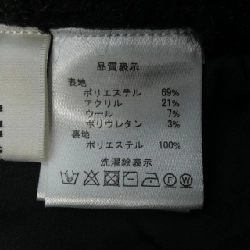 品質表示
表地
ポリエステル 69%
アクリル 21%
ウール 7%
ポリウレタン 3%
裏地
ポリエステル 100%
洗濯絵表示